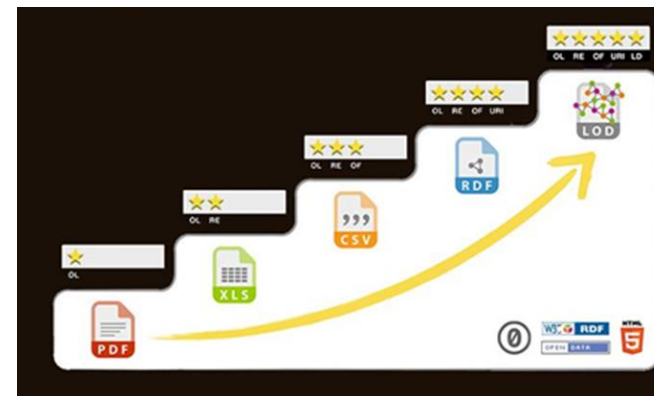 OL RE OF URI LD
LOD
OL RE OF URI
RDF
OL RE OF
CSV
OL RE
XLS
OL
PDF
0
W3C RDF
OPEN DATA
HTML
5